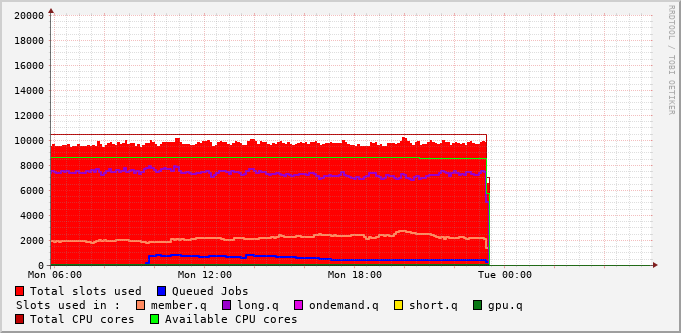 20000
18000
16000
14000
12000
10000
8000
6000
4000
2000
0
Mon 06:00 Mon 12:00 Mon 18:00 Tue 00:00
RRDTOOL / TOBI OETIKER
Total slots used Queued Jobs
Slots used in : member.q long.q ondemand.q short.q gpu.q
Total CPU cores Available CPU cores